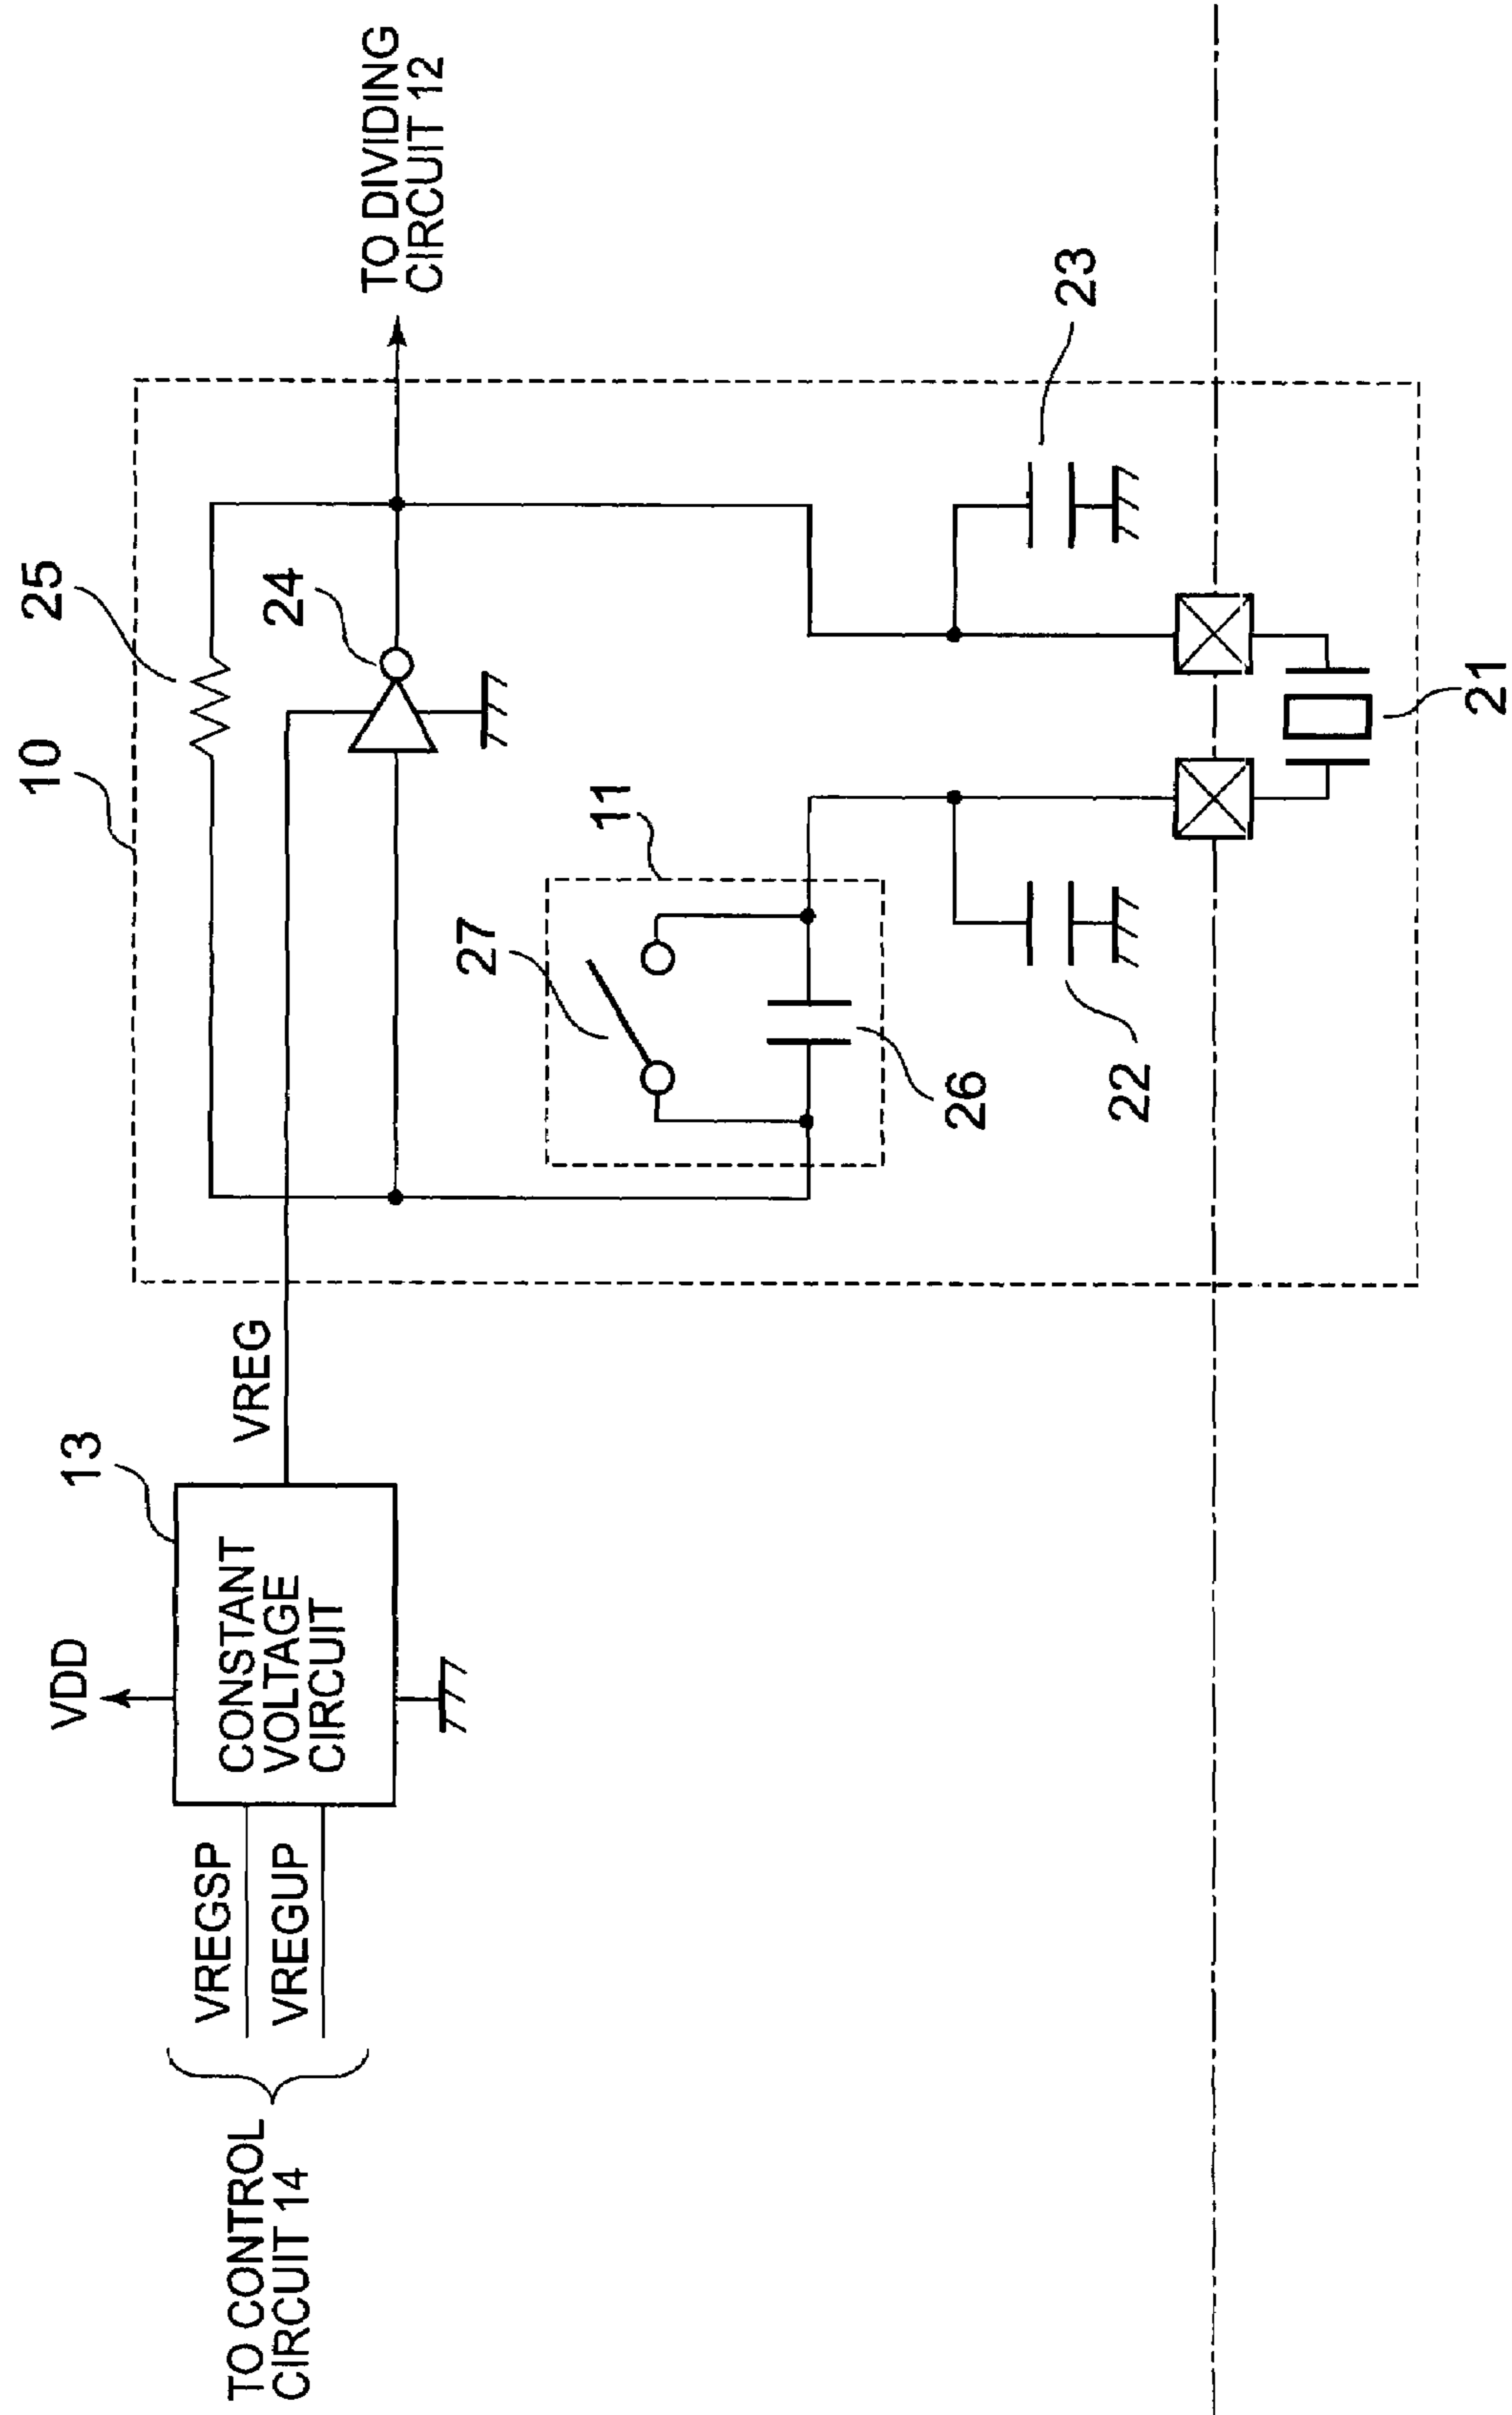 10
25
24
TO DIVIDING
CIRCUIT 12
VDD
13
VREG
CONSTANT
VOLTAGE
CIRCUIT
VREGSP
VREGUP
TO CONTROL
CIRCUIT 14
27
11
26
22
23
21